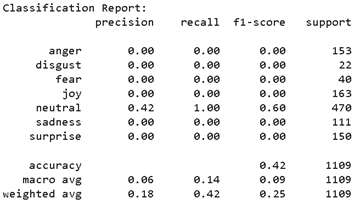 Classification Report:
precision recall f1-score support
anger 0.00 0.00 0.00 153
disgust 0.00 0.00 0.00 22
fear 0.00 0.00 0.00 40
joy 0.00 0.00 0.00 163
neutral 0.42 1.00 0.60 470
sadness 0.00 0.00 0.00 111
surprise 0.00 0.00 0.00 150
accuracy 0.42 1109
macro avg 0.06 0.14 0.09 1109
weighted avg 0.18 0.42 0.25 1109